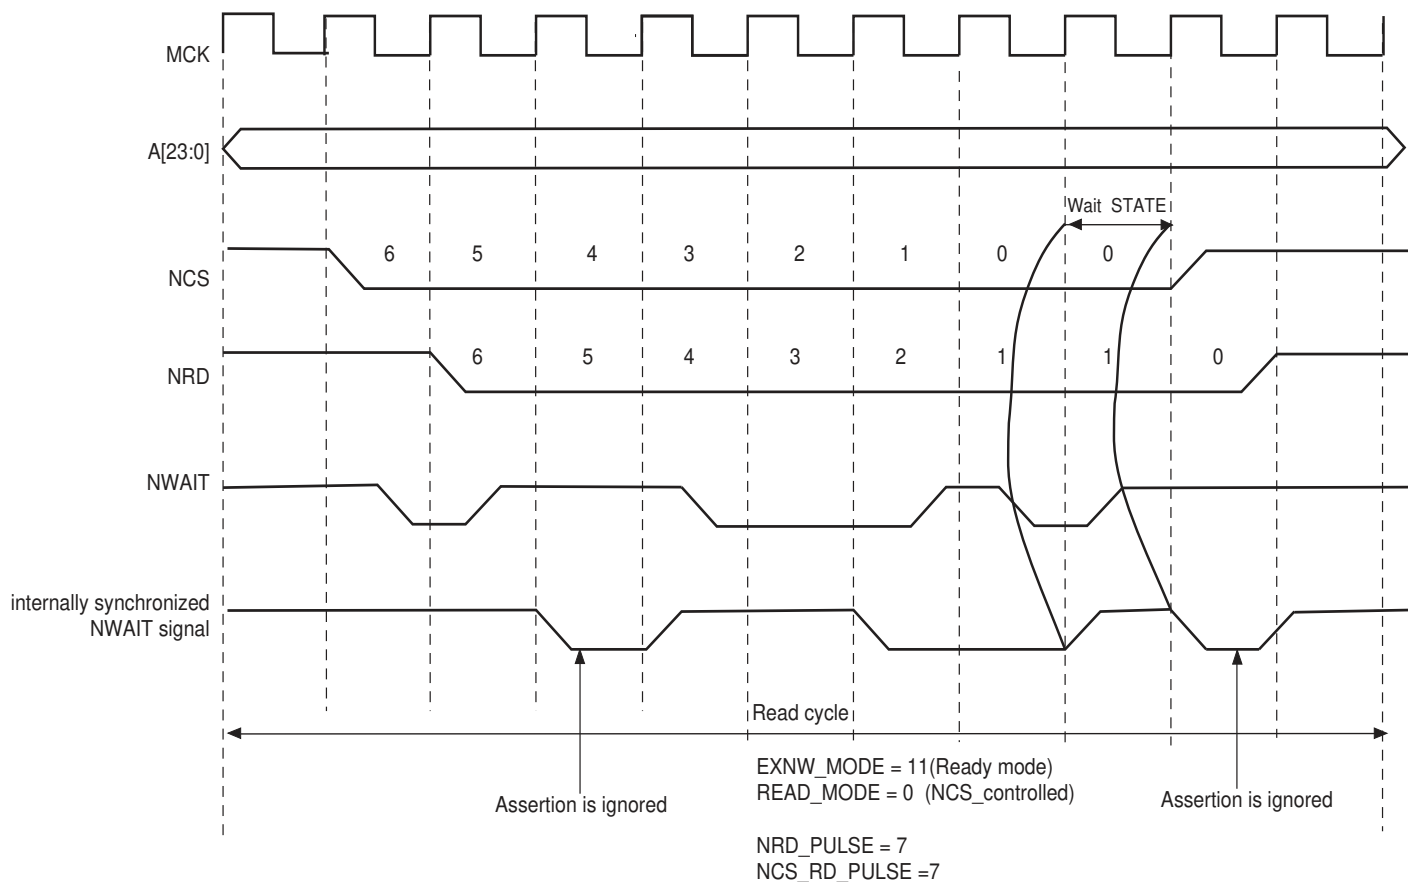 MCK
A[23:0]
Wait STATE
NCS
6 5 4 3 2 1 0 0
NRD
6 5 4 3 2 1 1 0
NWAIT
internally synchronized
NWAIT signal
Read cycle
EXNW_MODE = 11(Ready mode)
READ_MODE = 0 (NCS_controlled)
Assertion is ignored
Assertion is ignored
NRD_PULSE = 7
NCS_RD_PULSE =7